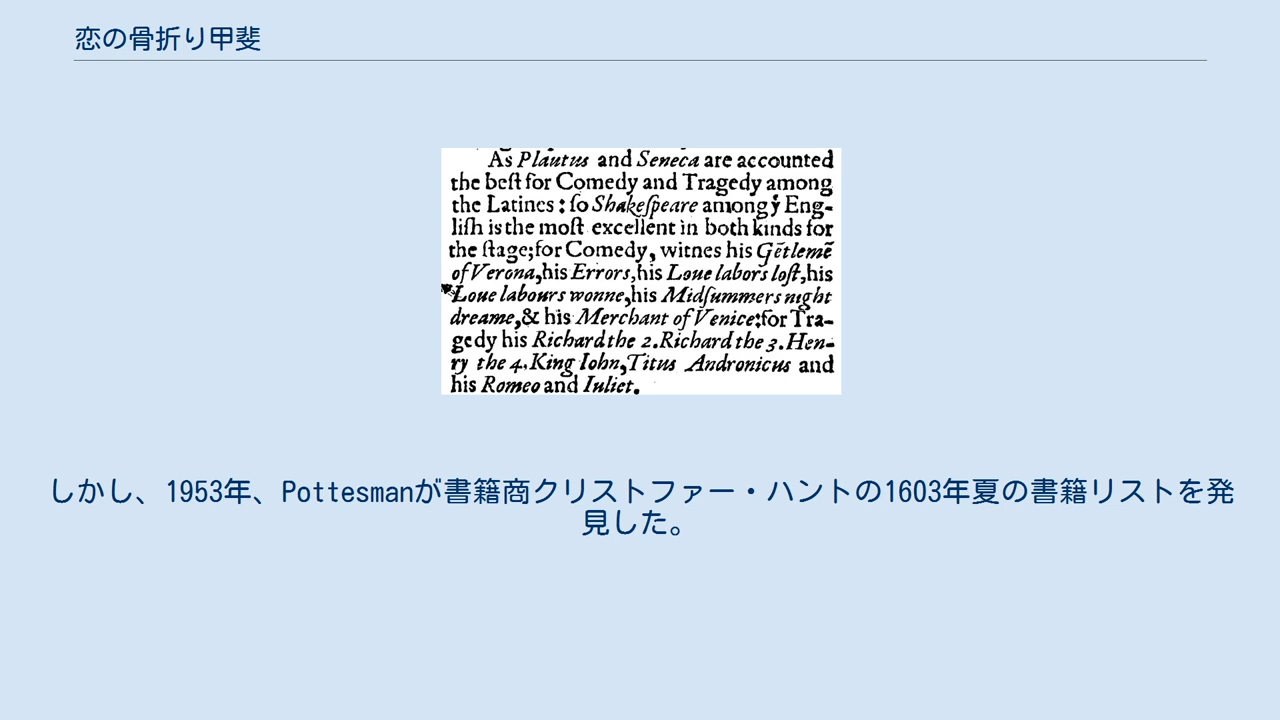 恋の骨折り甲斐
As Plautus and Seneca are accounted
the beſt for Comedy and Tragedy among
the Latines : ſo Shakeſpeare among ẙ Eng-
liſh is the moſt excellent in both kinds for
the ſtage; for Comedy, witnes his Gẽtlemẽ
of Verona, his Errors, his Loue labors loſt, his
Loue labours wonne, his Midſummers night
dreame, & his Merchant of Venice: for Tra-
gedy his Richard the 2. Richard the 3. Hen-
ry the 4. King Iohn, Titus Andronicus and
his Romeo and Iuliet.
しかし、1953年、Pottesmanが書籍商クリストファー・ハントの1603年夏の書籍リストを発
見した。